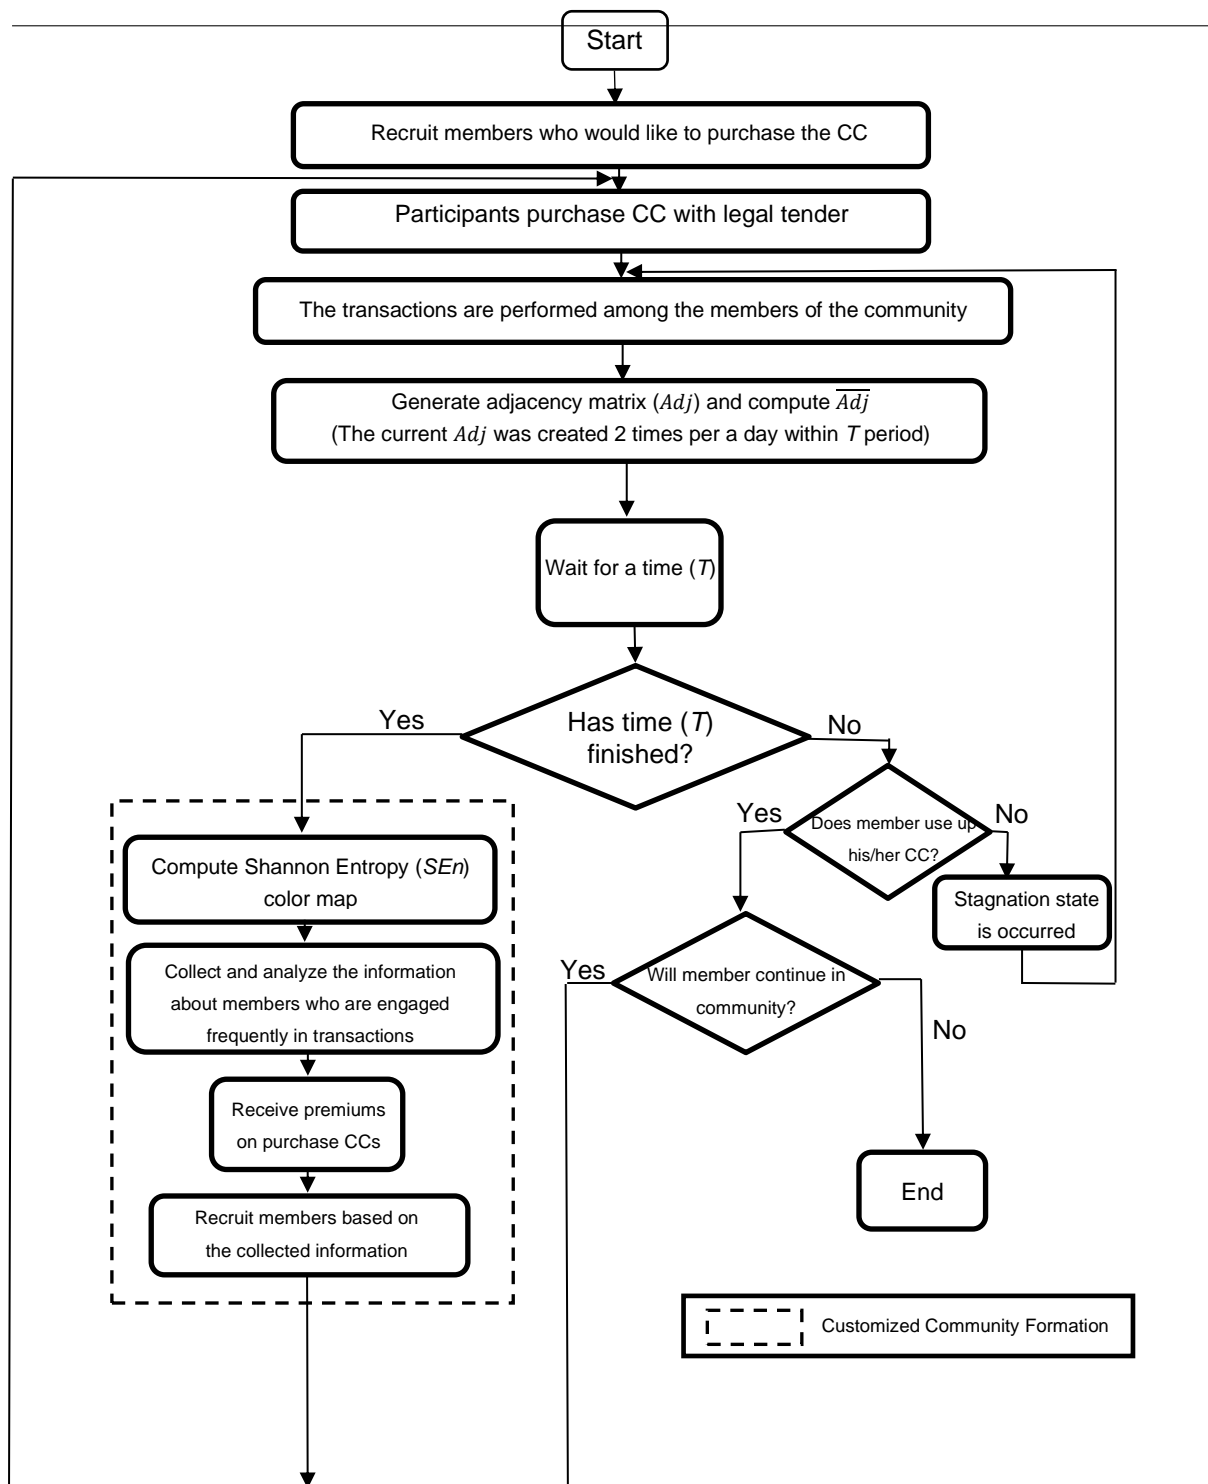 Start
Recruit members who would like to purchase the CC
Participants purchase CC with legal tender
The transactions are performed among the members of the community
Generate adjacency matrix (𝐴𝑑𝑗) and compute 𝐴𝑑𝑗̅
(The current 𝐴𝑑𝑗 was created 2 times per a day within T period)
Wait for a time (T)
Has time (T)
finished?
Yes
No
Does member use up
his/her CC?
Yes
No
Stagnation state
is occurred
Will member continue in
community?
Yes
No
End
Compute Shannon Entropy (SEn)
color map
Collect and analyze the information
about members who are engaged
frequently in transactions
Receive premiums
on purchase CCs
Recruit members based on
the collected information
Customized Community Formation